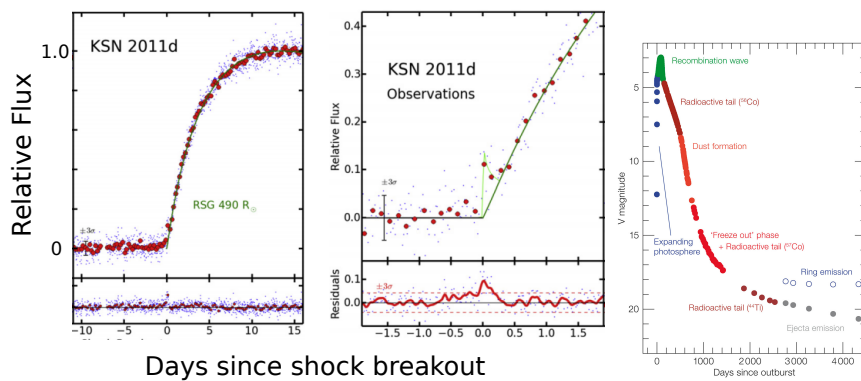 Relative Flux
1.0
0
KSN 2011d
RSG 490 R⊙
±3σ
−10
−5
0
5
10
15
Relative Flux
0.4
0.3
0.2
0.1
0.0
KSN 2011d
Observations
±3σ
Residuals
0.1
0.0
±3σ
−1.5
−1.0
−0.5
0.0
0.5
1.0
1.5
Days since shock breakout
V magnitude
5
10
15
20
Recombination wave
Radioactive tail (⁵⁶Co)
Dust formation
"Freeze out" phase
+ Radioactive tail (⁵⁷Co)
Expanding
photosphere
Ring emission
Radioactive tail (⁴⁴Ti)
Ejecta emission
0
1000
2000
3000
4000
Days since outburst